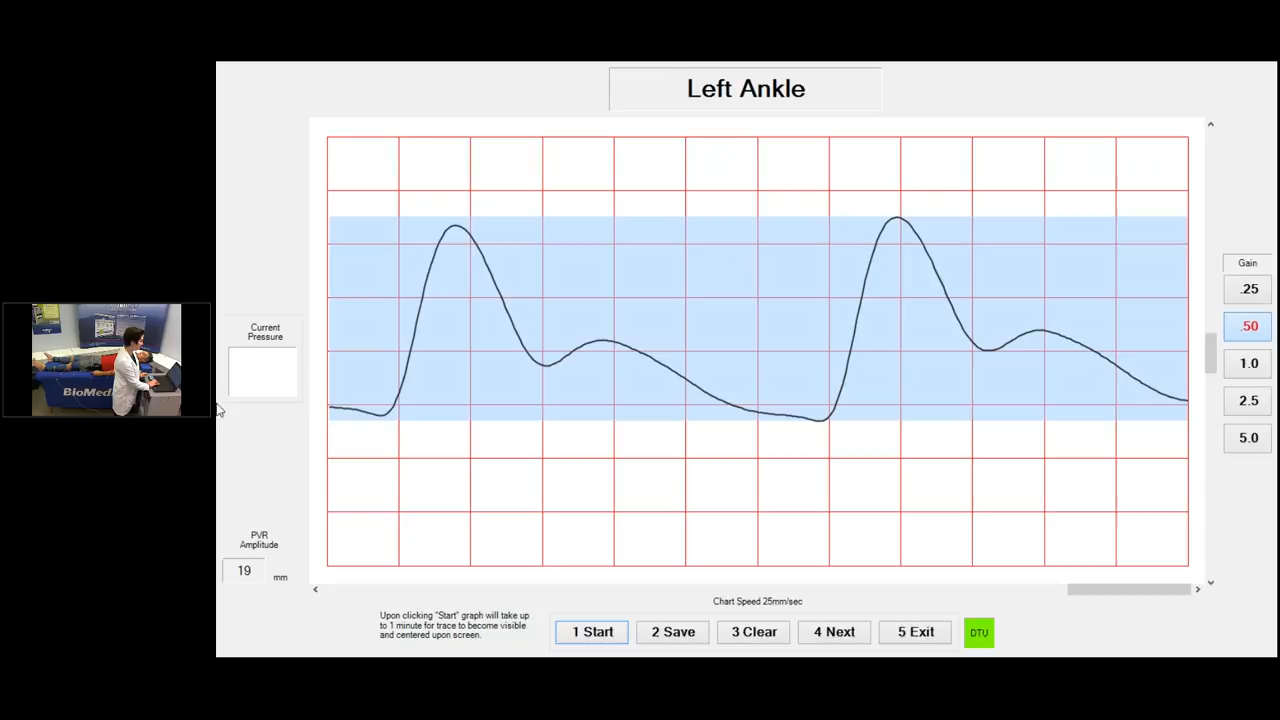 Left Ankle
Gain
.25
.50
1.0
2.5
5.0
Current
Pressure
BioMedi
PVR
Amplitude
19
mm
Chart Speed 25mm/sec
Upon clicking "Start" graph will take up
to 1 minute for trace to become visible
and centered upon screen.
1 Start
2 Save
3 Clear
4 Next
5 Exit
DTU